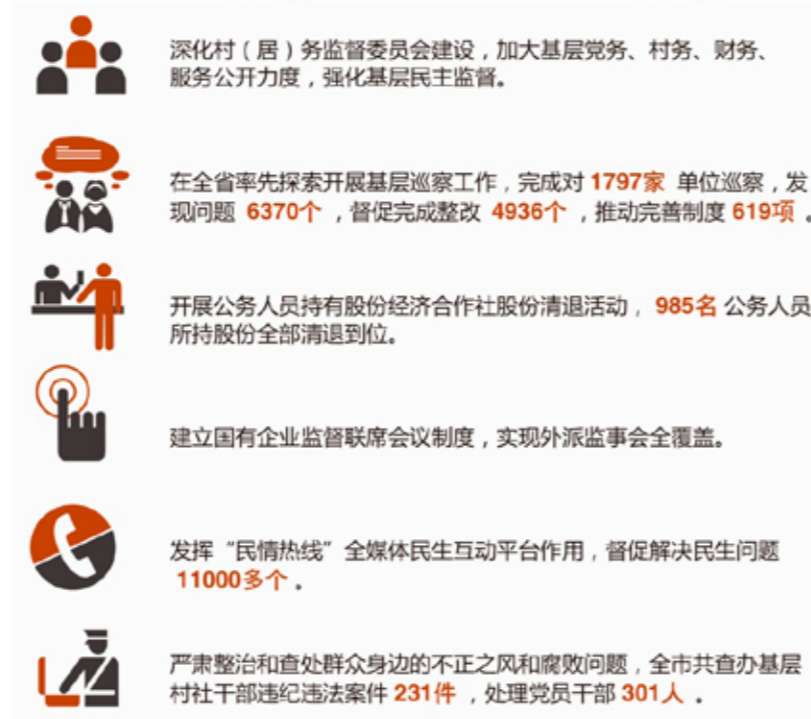 深化村（居）务监督委员会建设，加大基层党务、村务、财务、
服务公开力度，强化基层民主监督。
在全省率先探索开展基层巡察工作，完成对 1797家 单位巡察，发
现问题 6370个 ，督促完成整改 4936个 ，推动完善制度 619项 。
开展公务人员持有股份经济合作社股份清退活动， 985名 公务人员
所持股份全部清退到位。
建立国有企业监督联席会议制度，实现外派监事会全覆盖。
发挥“民情热线”全媒体民生互动平台作用，督促解决民生问题
11000多个 。
严肃整治和查处群众身边的不正之风和腐败问题，全市共查办基层
村社干部违纪违法案件 231件 ，处理党员干部 301人 。